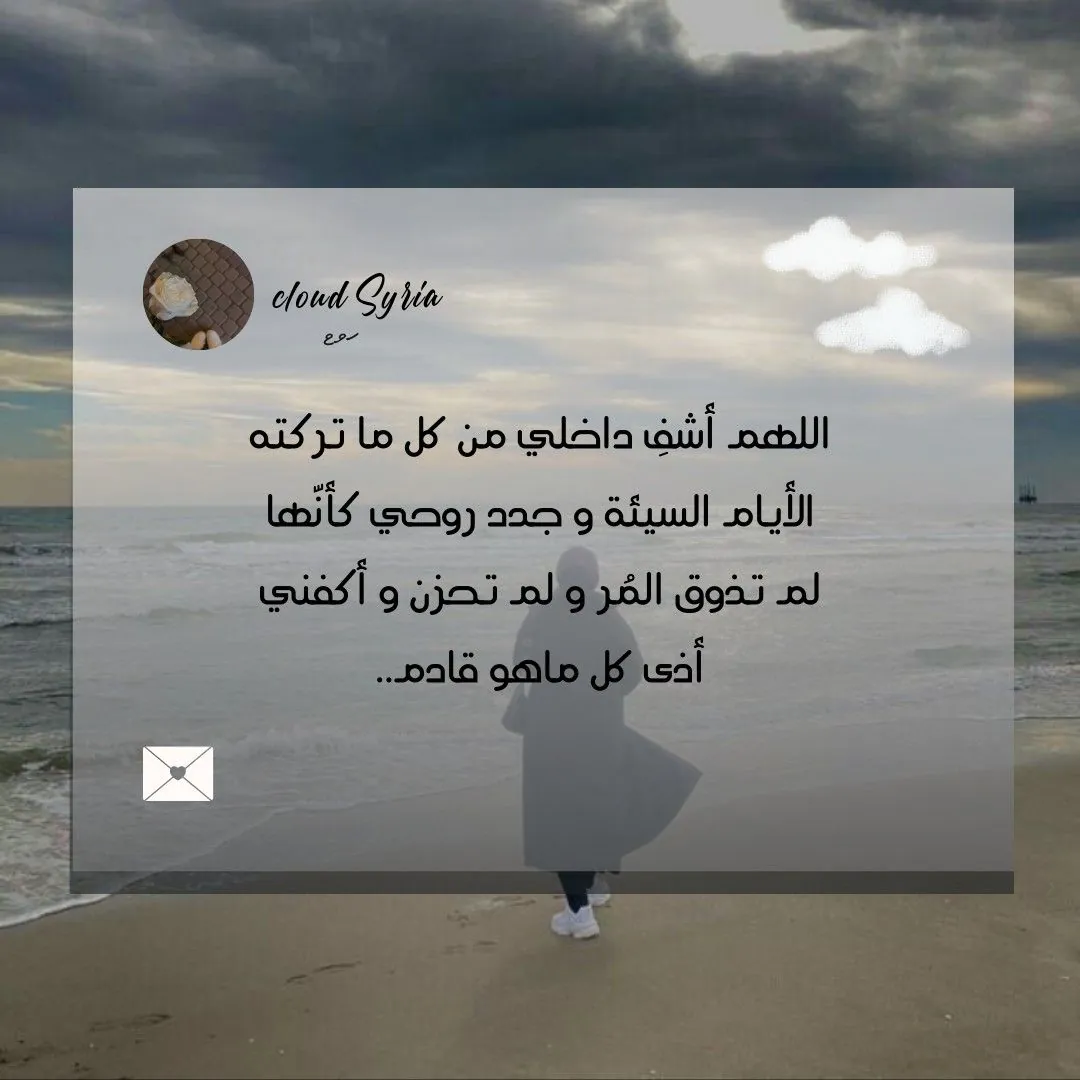 cloud Syria
اللهم أشفِ داخلي من كل ما تركته
الأيام السيئة و جدد روحي كأنّها
لم تذوق المُر و لم تحزن و أكفني
أذى كل ماهو قادم..